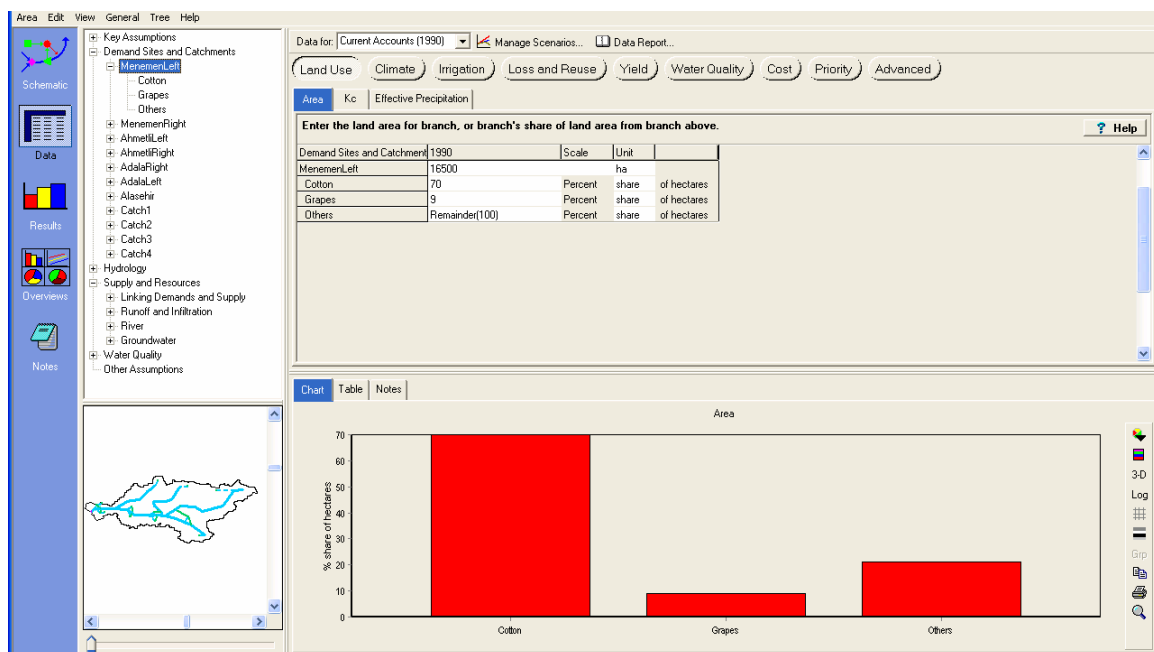 Area Edit View General Tree Help
Schematic
Data
Results
Overviews
Notes
Key Assumptions
Demand Sites and Catchments
MenemenLeft
Cotton
Grapes
Others
MenemenRight
AhmetliLeft
AhmetliRight
AdalaRight
AdalaLeft
Alasehir
Catch1
Catch2
Catch3
Catch4
Hydrology
Supply and Resources
Linking Demands and Supply
Runoff and Infiltration
River
Groundwater
Water Quality
Other Assumptions
Data for: Current Accounts (1990) Manage Scenarios... Data Report...
Land Use Climate Irrigation Loss and Reuse Yield Water Quality Cost Priority Advanced
Area Kc Effective Precipitation
Enter the land area for branch, or branch's share of land area from branch above.
? Help
Demand Sites and Catchment 1990 Scale Unit
MenemenLeft 16500 ha
Cotton 70 Percent share of hectares
Grapes 9 Percent share of hectares
Others Remainder(100) Percent share of hectares
Chart Table Notes
Area
% share of hectares
70
60
50
40
30
20
10
0
Cotton Grapes Others
3-D
Log
Grp